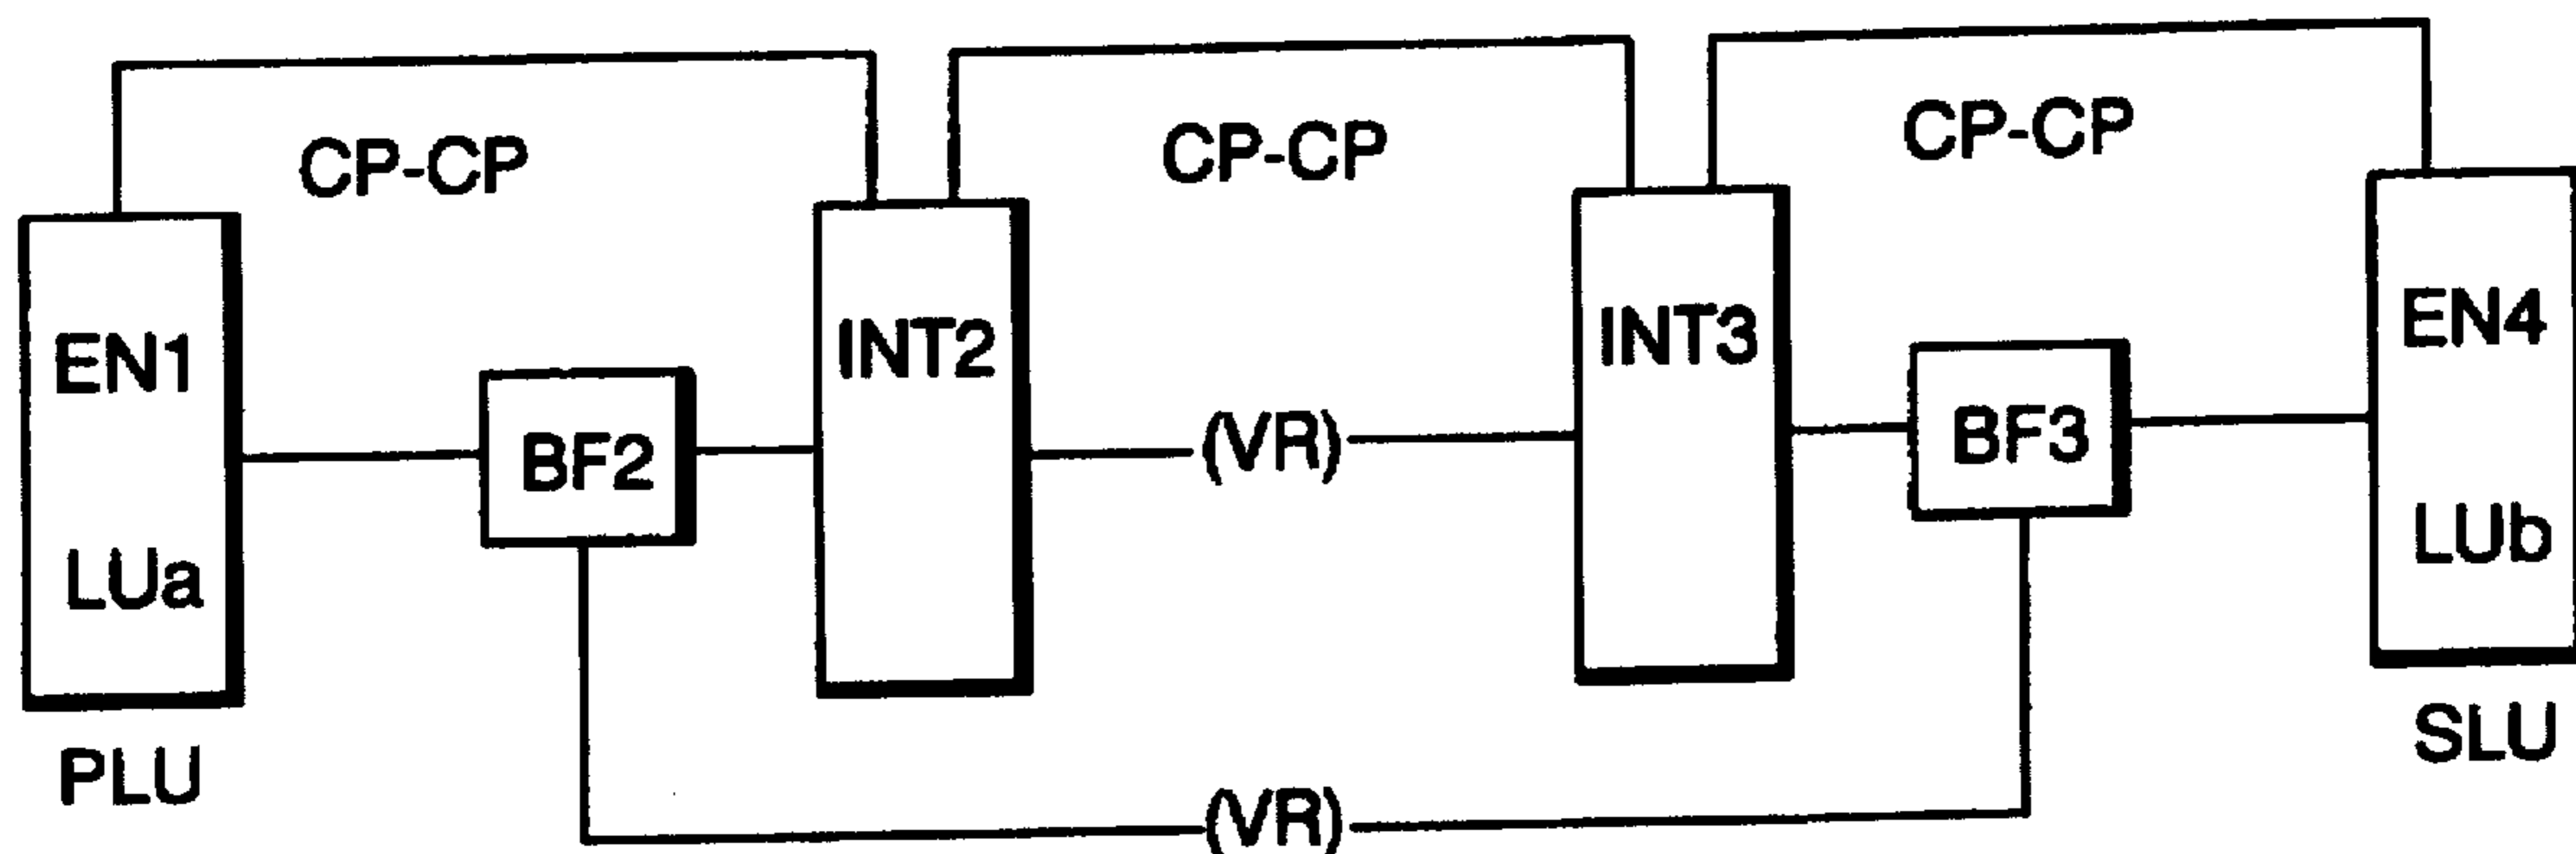 CP-CP
CP-CP
CP-CP
EN1
LUa
PLU
BF2
INT2
(VR)
INT3
BF3
EN4
LUb
SLU
(VR)